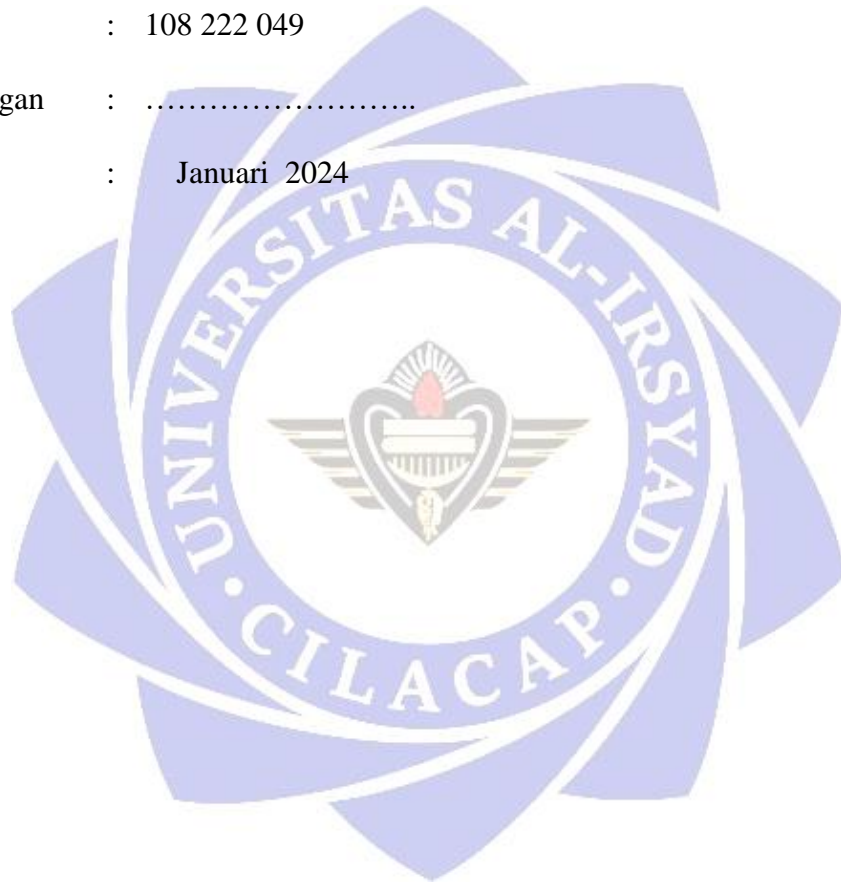 : 108 222 049
gan : ……………………..
: Januari 2024
UNIVERSITAS AL-IRSYAD
CILACAP